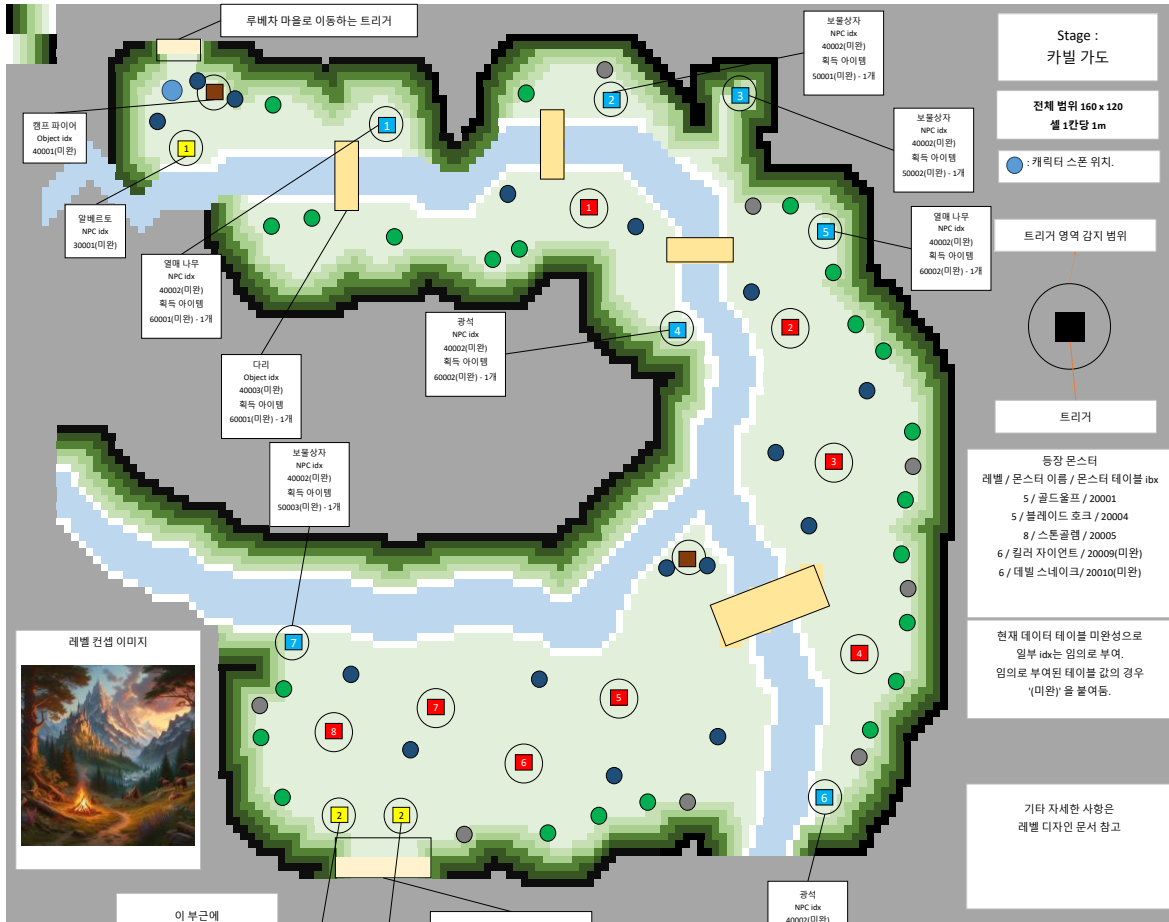 루베차 마을로 이동하는 트리거
보물상자
NPC idx
40002(미완)
획득 아이템
50001(미완) - 1개
Stage :
카빌 가도
전체 범위 160 x 120
셀 1칸당 1m
: 캐릭터 스폰 위치.
캠프 파이어
Object idx
40001(미완)
보물상자
NPC idx
40002(미완)
획득 아이템
50002(미완) - 1개
알베르토
NPC idx
30001(미완)
열매 나무
NPC idx
40002(미완)
획득 아이템
60001(미완) - 1개
열매 나무
NPC idx
40002(미완)
획득 아이템
60002(미완) - 1개
트리거 영역 감지 범위
트리거
광석
NPC idx
40002(미완)
획득 아이템
60002(미완) - 1개
다리
Object idx
40003(미완)
획득 아이템
60001(미완) - 1개
보물상자
NPC idx
40002(미완)
획득 아이템
50003(미완) - 1개
등장 몬스터
레벨 / 몬스터 이름 / 몬스터 테이블 ibx
5 / 골드울프 / 20001
5 / 블레이드 호크 / 20004
8 / 스톤골렘 / 20005
6 / 킬러 자이언트 / 20009(미완)
6 / 데빌 스네이크/ 20010(미완)
현재 데이터 테이블 미완성으로
일부 idx는 임의로 부여.
임의로 부여된 테이블 값의 경우
'(미완)' 을 붙여둠.
레벨 컨셉 이미지
기타 자세한 사항은
레벨 디자인 문서 참고
이 부근에
광석
NPC idx
40002(미완)
1
1
2
3
1
5
2
4
3
7
4
5
7
8
6
2
2
6